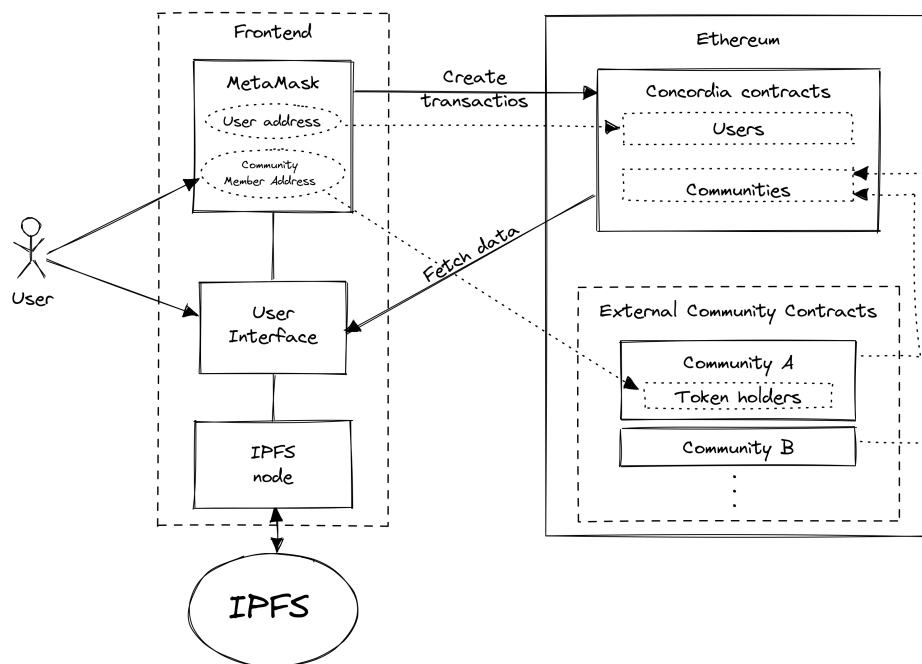 Frontend
MetaMask
User address
Community
Member Address
User
User
Interface
IPFS
node
IPFS
Create
transactios
Fetch data
Ethereum
Concordia contracts
Users
Communities
External Community Contracts
Community A
Token holders
Community B